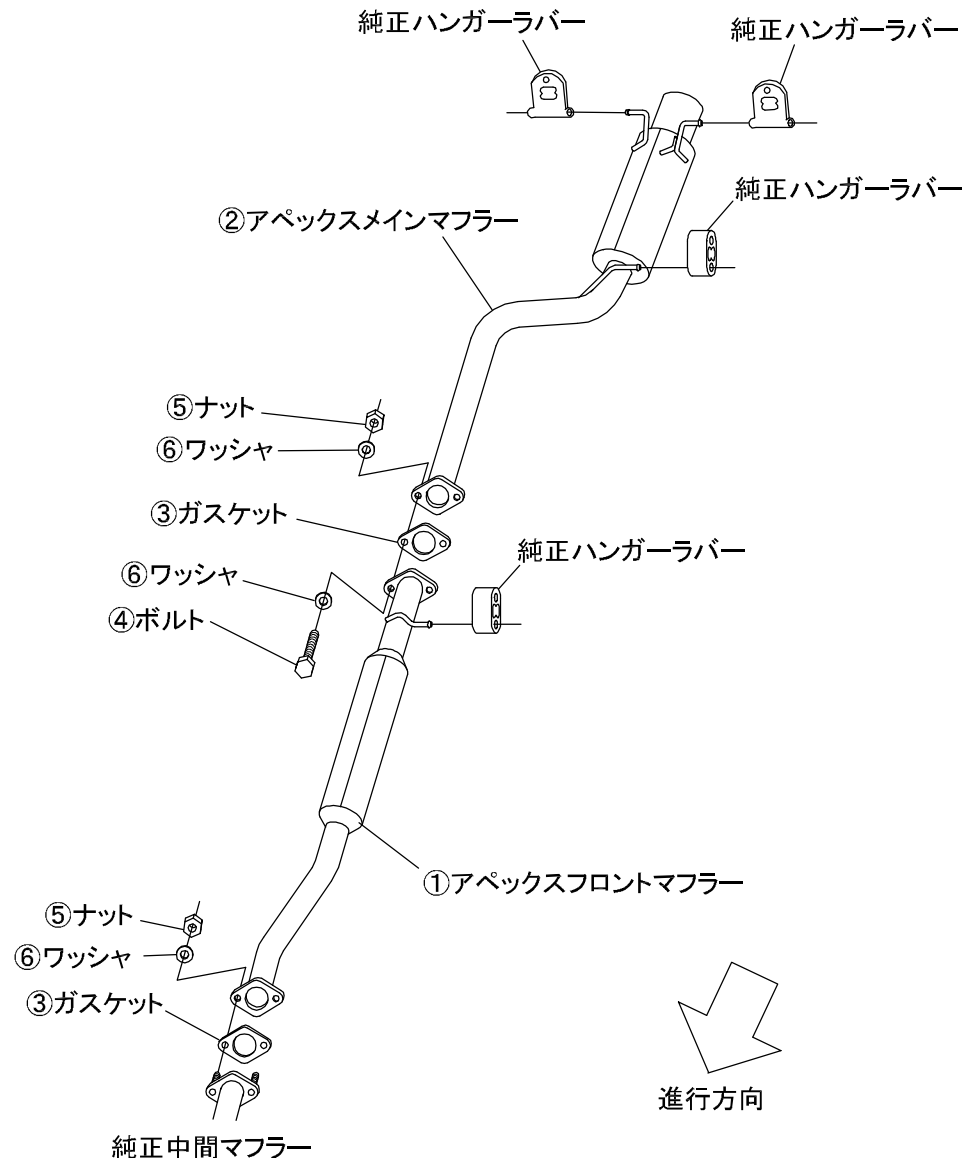 純正ハンガーラバー
純正ハンガーラバー
純正ハンガーラバー
②アペックスメインマフラー
⑤ナット
⑥ワッシャ
③ガスケット
純正ハンガーラバー
⑥ワッシャ
④ボルト
①アペックスフロントマフラー
⑤ナット
⑥ワッシャ
③ガスケット
進行方向
純正中間マフラー